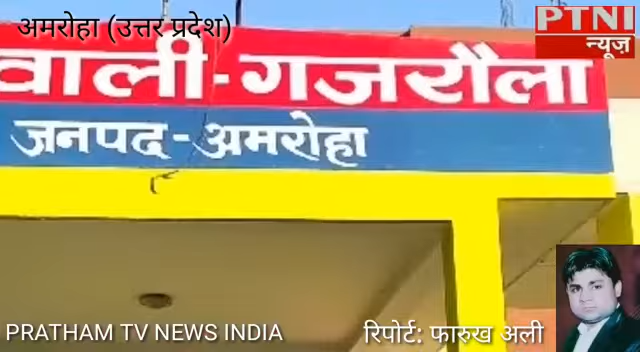 अमरोहा (उत्तर प्रदेश)
PTNI
न्यूज़
वाली-गजरौला
जनपद-अमरोहा
PRATHAM TV NEWS INDIA
रिपोर्ट: फारुख अली